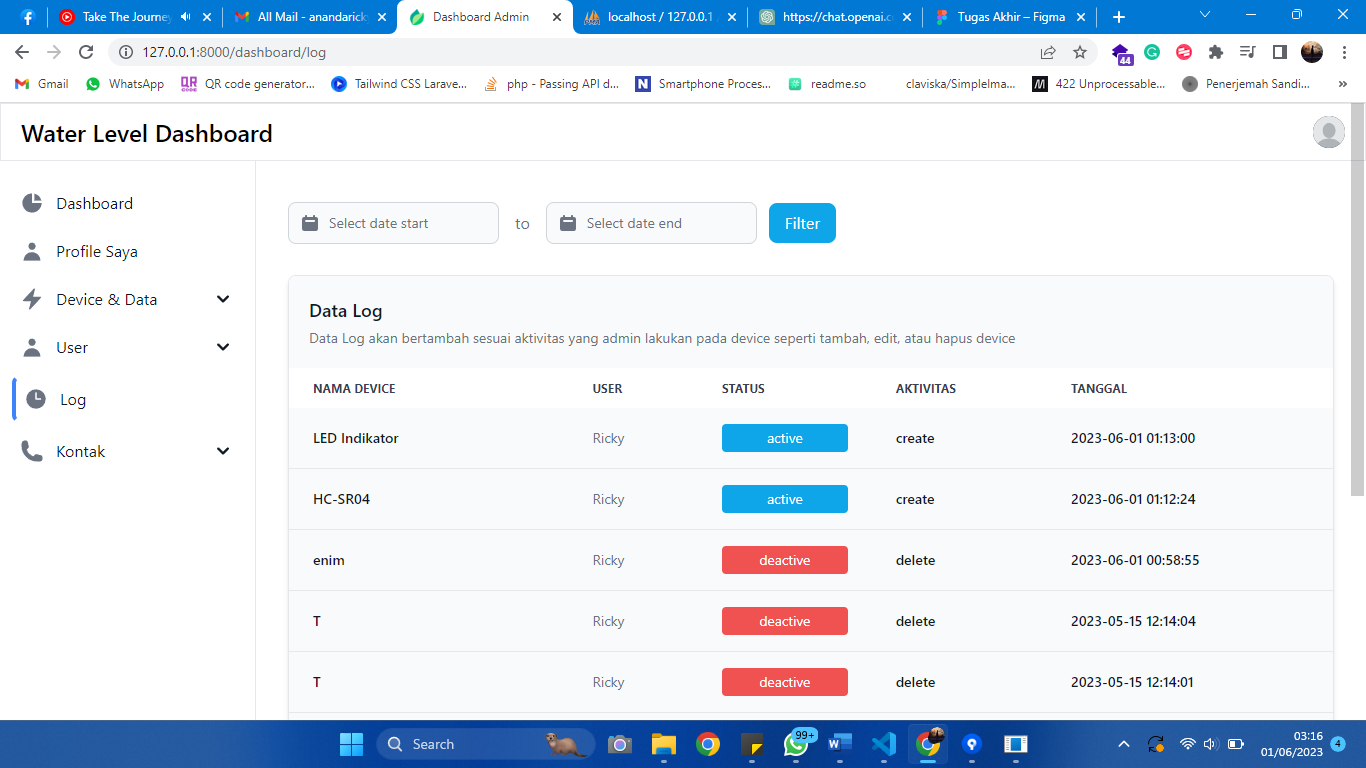 Take The Journey
All Mail - anandaricky
Dashboard Admin
localhost / 127.0.0.1
https://chat.openai.c
Tugas Akhir – Figma
127.0.0.1:8000/dashboard/log
44
Gmail
WhatsApp
QR CODE
QR code generator...
Tailwind CSS Larave...
php - Passing API d...
N
Smartphone Proces...
readme.so
claviska/SimpleIma...
M
422 Unprocessable...
Penerjemah Sandi...
»
Water Level Dashboard
Dashboard
Profile Saya
Device & Data
User
Log
Kontak
Select date start
to
Select date end
Filter
Data Log
Data Log akan bertambah sesuai aktivitas yang admin lakukan pada device seperti tambah, edit, atau hapus device
NAMA DEVICE USER STATUS AKTIVITAS TANGGAL
LED Indikator Ricky active create 2023-06-01 01:13:00
HC-SR04 Ricky active create 2023-06-01 01:12:24
enim Ricky deactive delete 2023-06-01 00:58:55
T Ricky deactive delete 2023-05-15 12:14:04
T Ricky deactive delete 2023-05-15 12:14:01
Search
99+
03:16
01/06/2023
4